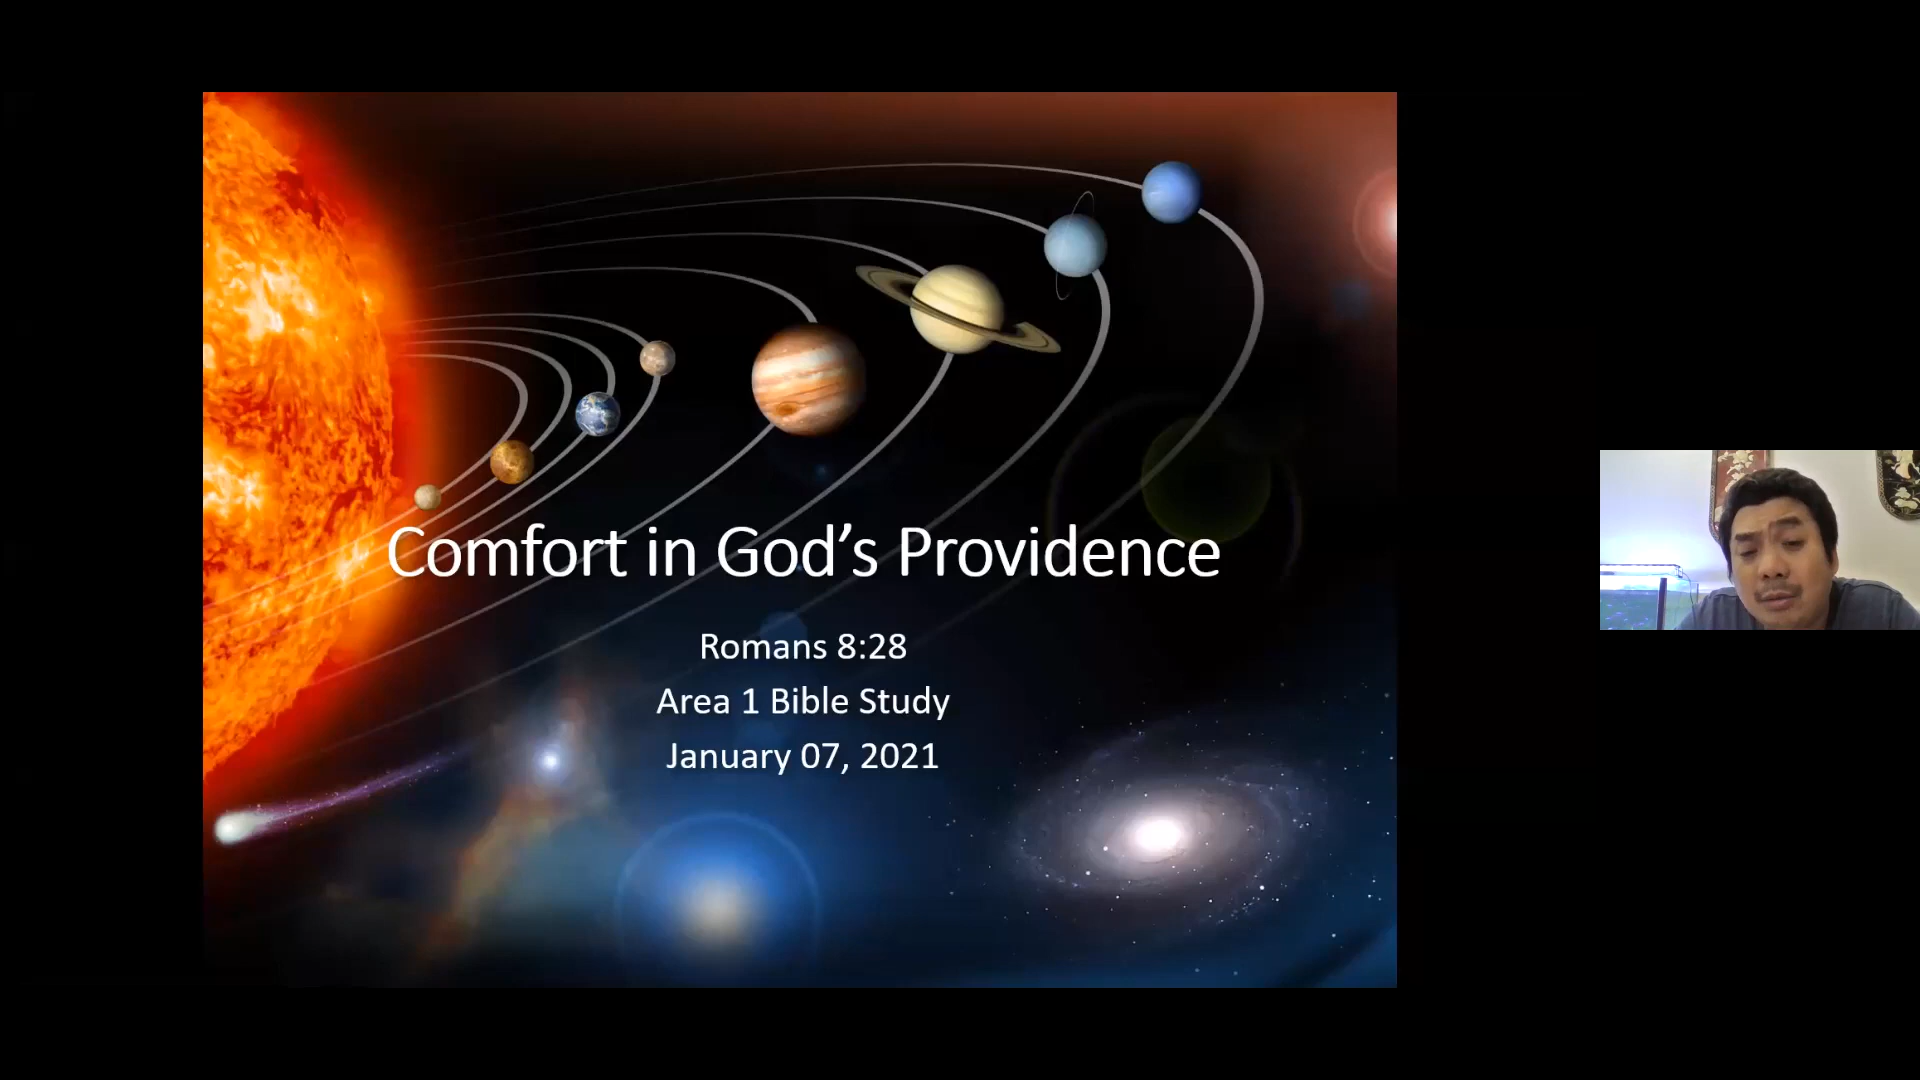 Comfort in God’s Providence
Romans 8:28
Area 1 Bible Study
January 07, 2021